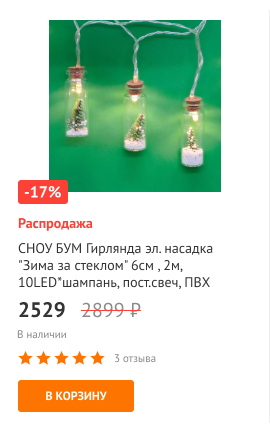 -17%
Распродажа
СНОУ БУМ Гирлянда эл. насадка
"Зима за стеклом" 6см , 2м,
10LED*шампань, пост.свеч, ПВХ
2529 2899 ₽
В наличии
3 отзыва
В КОРЗИНУ